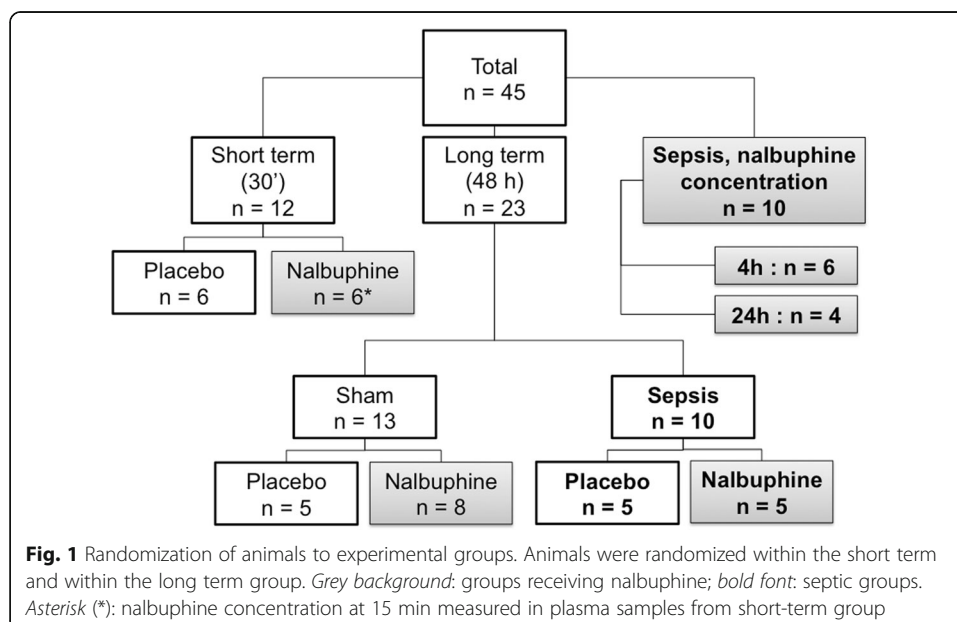 Total
n = 45
Short term
(30')
n = 12
Long term
(48 h)
n = 23
Sepsis, nalbuphine
concentration
n = 10
Placebo
n = 6
Nalbuphine
n = 6*
4h : n = 6
24h : n = 4
Sham
n = 13
Sepsis
n = 10
Placebo
n = 5
Nalbuphine
n = 8
Placebo
n = 5
Nalbuphine
n = 5
Fig. 1 Randomization of animals to experimental groups. Animals were randomized within the short term
and within the long term group. Grey background: groups receiving nalbuphine; bold font: septic groups.
Asterisk (*): nalbuphine concentration at 15 min measured in plasma samples from short-term group